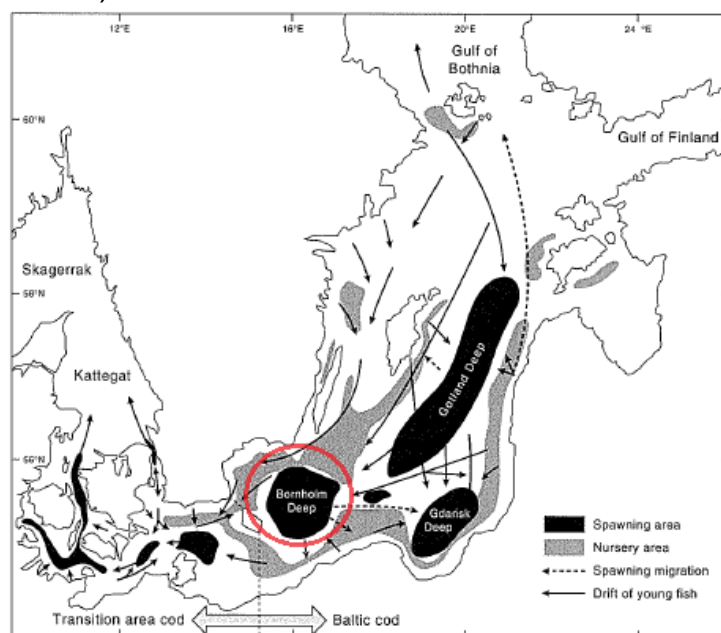 12°E
16°E
20°E
24 °E
Gulf of
Bothnia
60°N
Gulf of Finland
Skagerrak
58°N
Kattegat
Gotland Deep
56°N
Bornholm
Deep
Gdańsk
Deep
Spawning area
Nursery area
Spawning migration
Drift of young fish
Transition area cod
Baltic cod